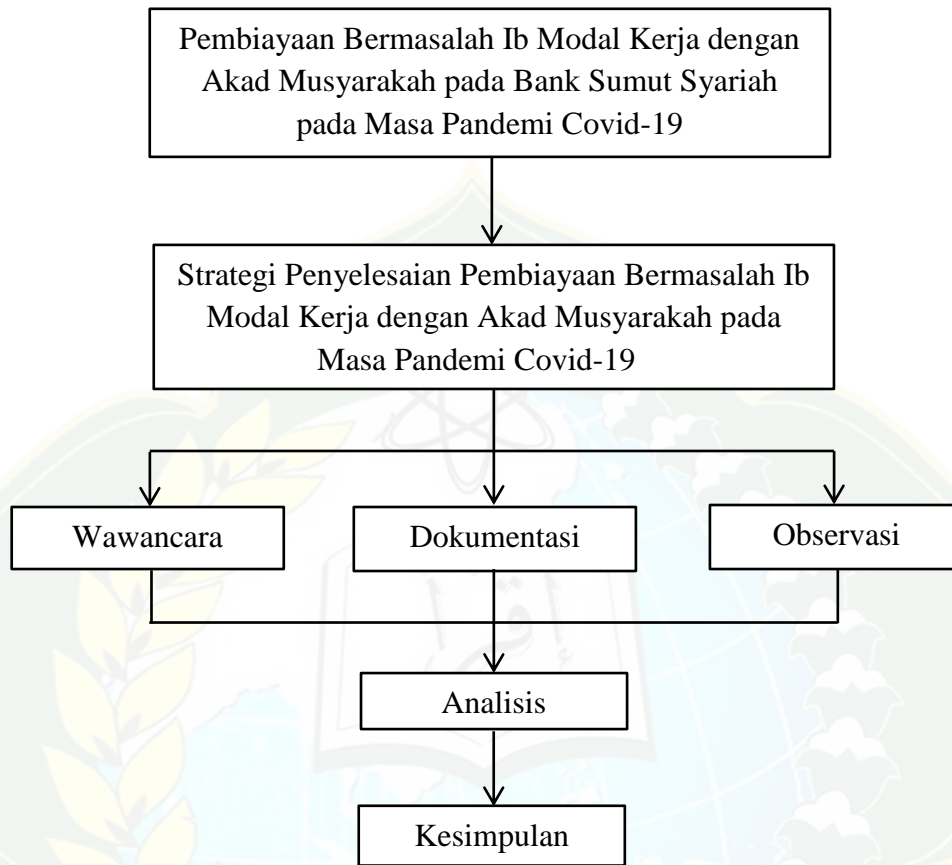 Pembiayaan Bermasalah Ib Modal Kerja dengan
Akad Musyarakah pada Bank Sumut Syariah
pada Masa Pandemi Covid-19
Strategi Penyelesaian Pembiayaan Bermasalah Ib
Modal Kerja dengan Akad Musyarakah pada
Masa Pandemi Covid-19
Wawancara
Dokumentasi
Observasi
اقرأ
Analisis
Kesimpulan